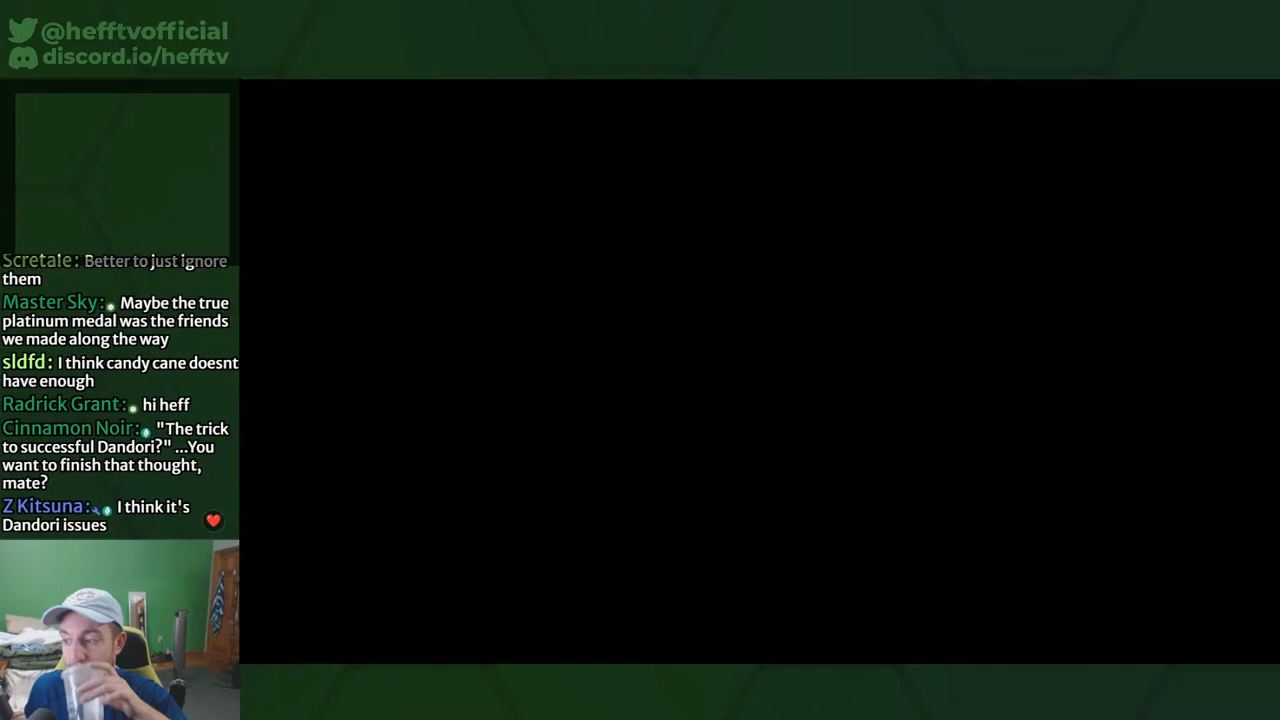 @hefftvofficial
discord.io/hefftv
Scretale: Better to just ignore
them
Master Sky: Maybe the true
platinum medal was the friends
we made along the way
sldfd: I think candy cane doesnt
have enough
Radrick Grant: hi heff
Cinnamon Noir: "The trick
to successful Dandori?" ...You
want to finish that thought,
mate?
Z Kitsuna: I think it's
Dandori issues